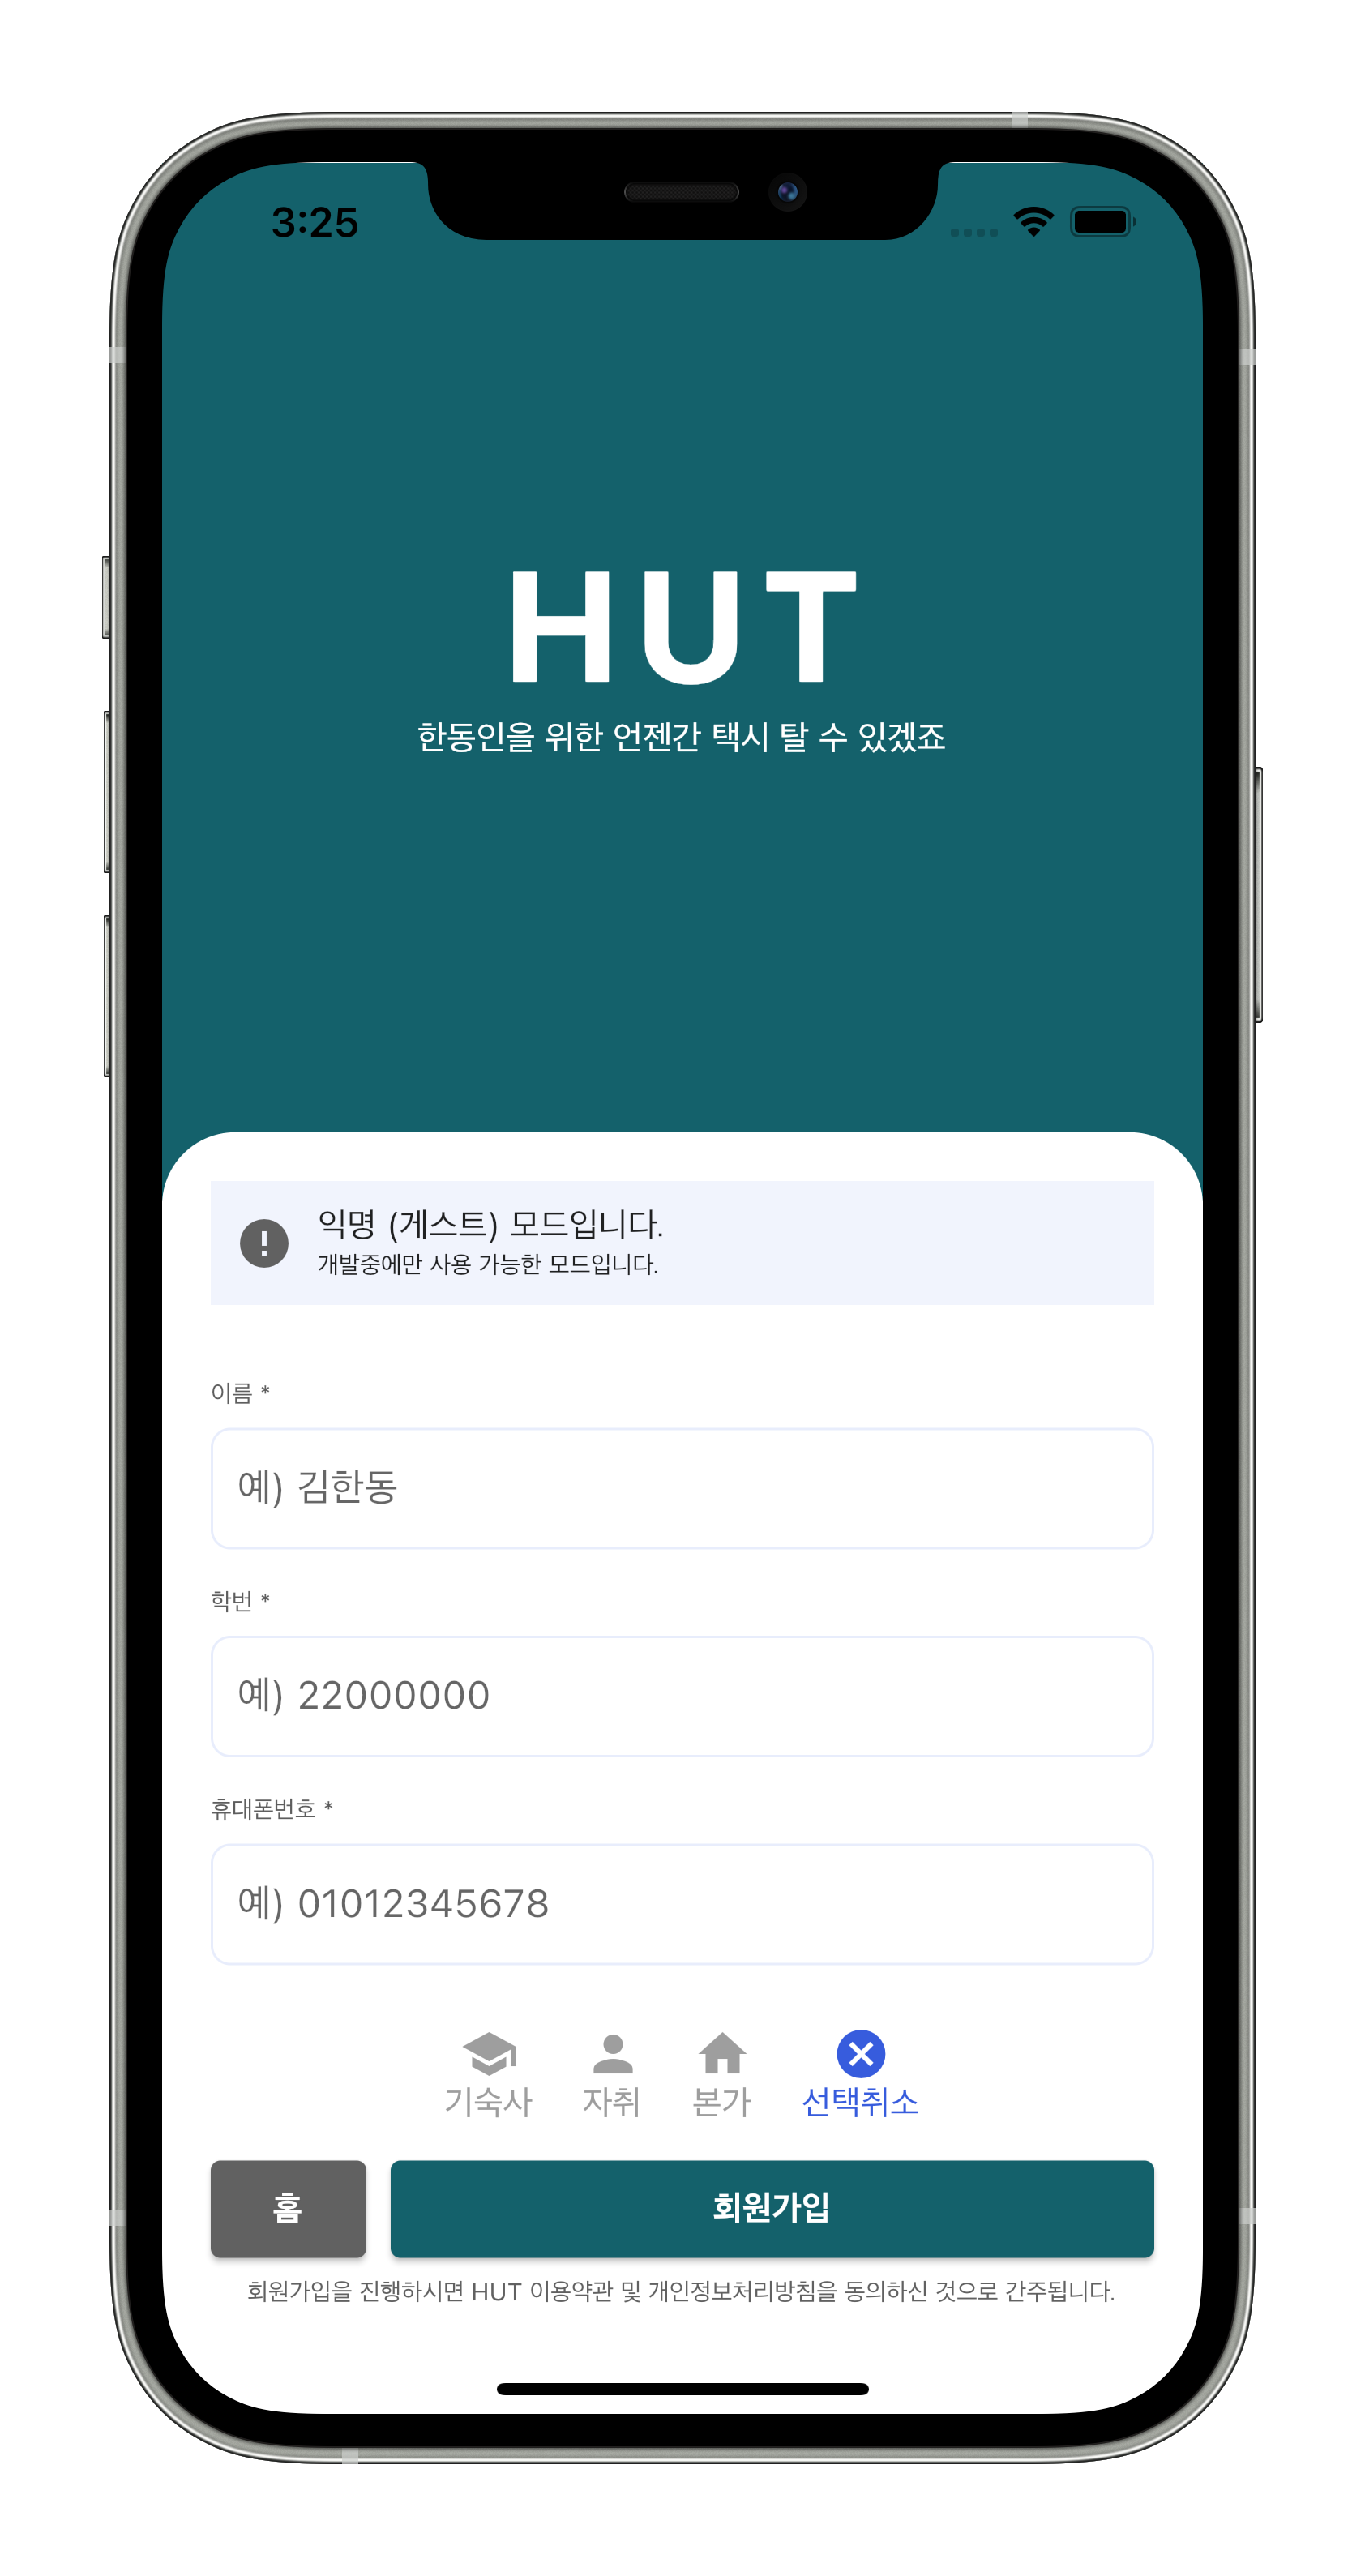 3:25
HUT
한동인을 위한 언젠간 택시 탈 수 있겠죠
익명 (게스트) 모드입니다.
개발중에만 사용 가능한 모드입니다.
이름 *
예) 김한동
학번 *
예) 22000000
휴대폰번호 *
예) 01012345678
기숙사 자취 본가 선택취소
홈 회원가입
회원가입을 진행하시면 HUT 이용약관 및 개인정보처리방침을 동의하신 것으로 간주됩니다.